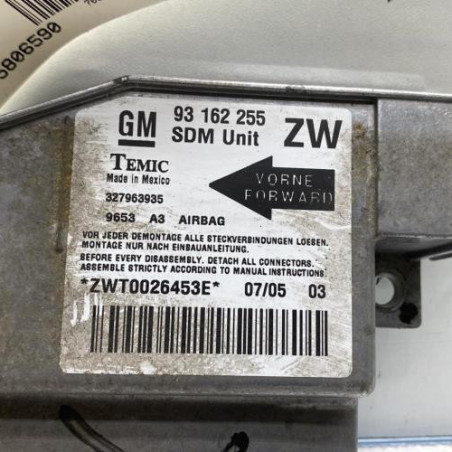 GM 93 162 255 ZW
SDM Unit
TEMIC
Made in Mexico
VORNE
FORWARD
327963935
9653 A3 AIRBAG
VOR JEDER DEMONTAGE ALLE STECKVERBINDUNGEN LOESEN.
MONTAGE NUR NACH EINBAUANLEITUNG.
BEFORE EVERY DISASSEMBLY. DETACH ALL CONNECTORS.
ASSEMBLE STRICTLY ACCORDING TO MANUAL INSTRUCTIONS
*ZWT0026453E* 07/05 03